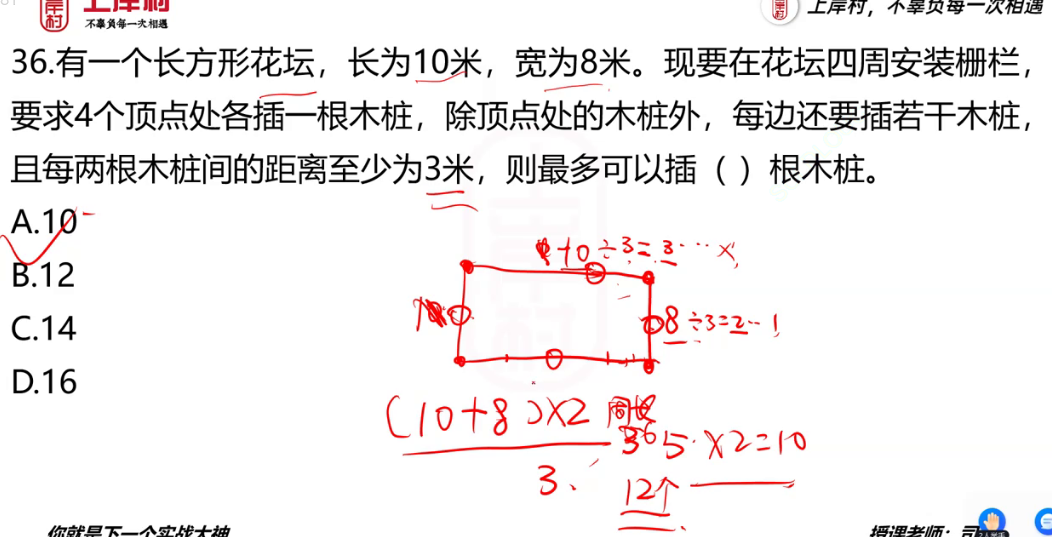 上岸村
不辜负每一次相遇
上岸村，不辜负每一次相遇
36.有一个长方形花坛，长为10米，宽为8米。现要在花坛四周安装栅栏，
要求4个顶点处各插一根木桩，除顶点处的木桩外，每边还要插若干木桩，
且每两根木桩间的距离至少为3米，则最多可以插（ ）根木桩。
A.10
B.12
C.14
D.16
10÷3=3…
8÷3=2…1
(10+8)×2 周长
36 5×2=10
3
12个
你就是下一个实战大神
授课老师：司